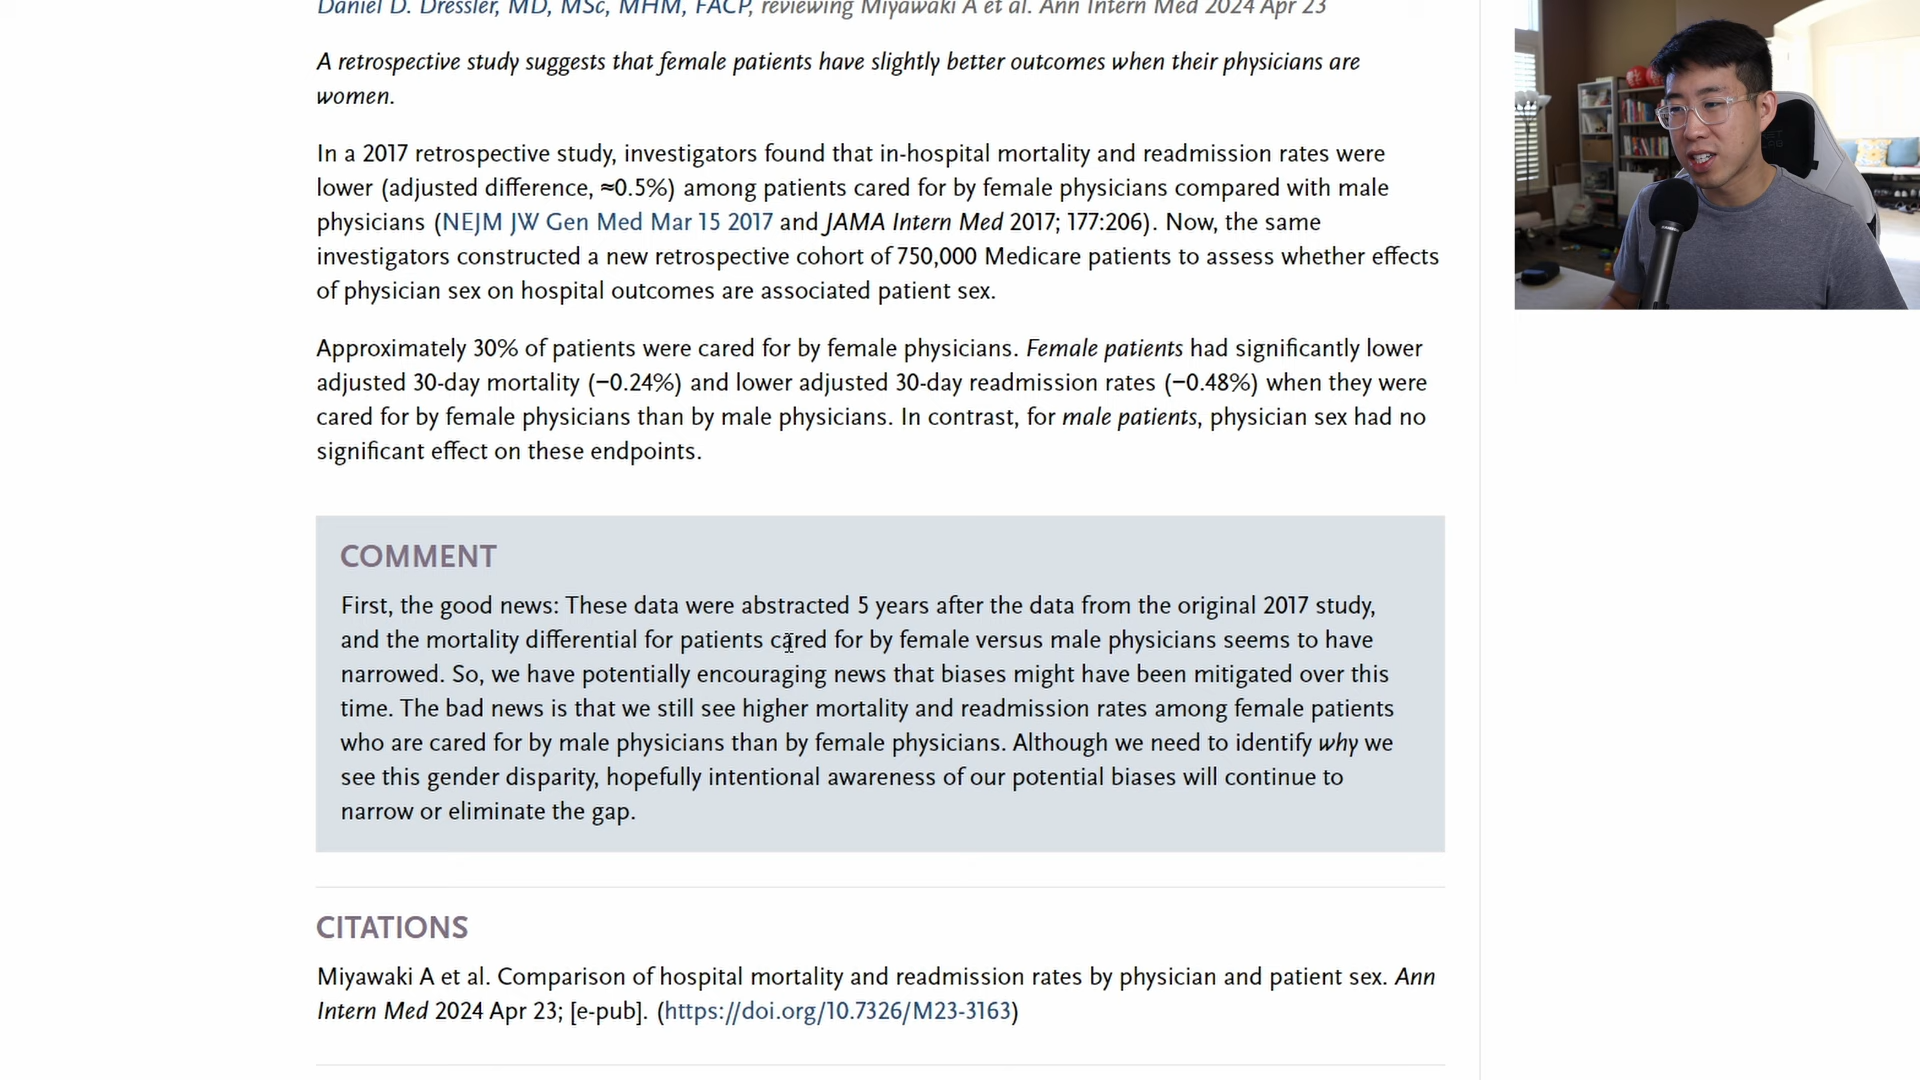 Daniel D. Dressler, MD, MSc, MHM, FACP, reviewing Miyawaki A et al. Ann Intern Med 2024 Apr 23
A retrospective study suggests that female patients have slightly better outcomes when their physicians are
women.
In a 2017 retrospective study, investigators found that in-hospital mortality and readmission rates were
lower (adjusted difference, ≈0.5%) among patients cared for by female physicians compared with male
physicians (NEJM JW Gen Med Mar 15 2017 and JAMA Intern Med 2017; 177:206). Now, the same
investigators constructed a new retrospective cohort of 750,000 Medicare patients to assess whether effects
of physician sex on hospital outcomes are associated patient sex.
Approximately 30% of patients were cared for by female physicians. Female patients had significantly lower
adjusted 30-day mortality (−0.24%) and lower adjusted 30-day readmission rates (−0.48%) when they were
cared for by female physicians than by male physicians. In contrast, for male patients, physician sex had no
significant effect on these endpoints.
COMMENT
First, the good news: These data were abstracted 5 years after the data from the original 2017 study,
and the mortality differential for patients cared for by female versus male physicians seems to have
narrowed. So, we have potentially encouraging news that biases might have been mitigated over this
time. The bad news is that we still see higher mortality and readmission rates among female patients
who are cared for by male physicians than by female physicians. Although we need to identify why we
see this gender disparity, hopefully intentional awareness of our potential biases will continue to
narrow or eliminate the gap.
CITATIONS
Miyawaki A et al. Comparison of hospital mortality and readmission rates by physician and patient sex. Ann
Intern Med 2024 Apr 23; [e-pub]. (https://doi.org/10.7326/M23-3163)